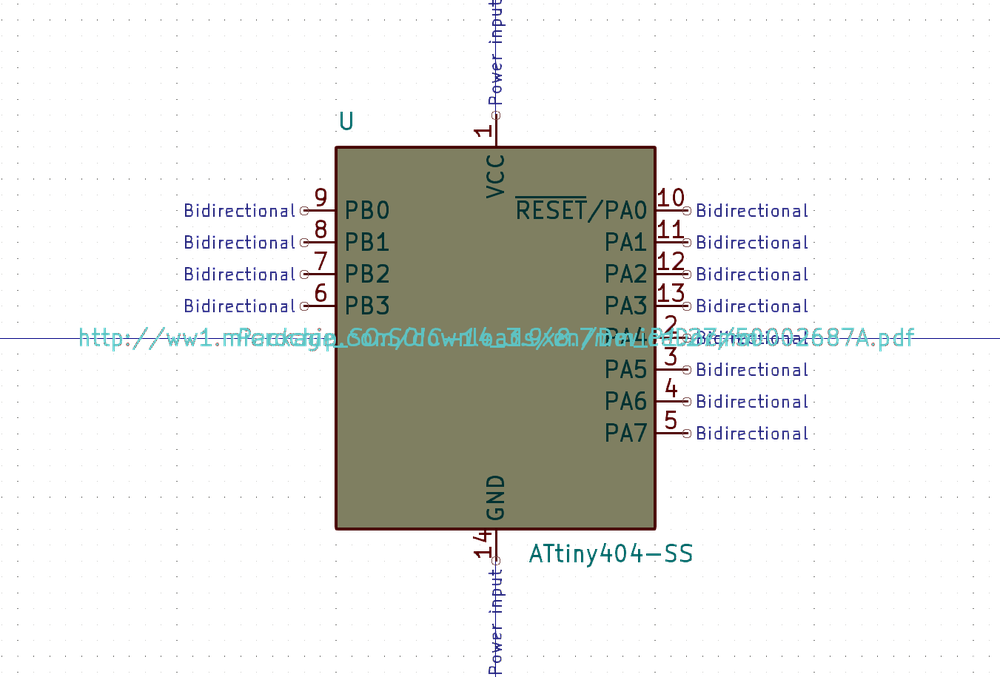 Power input
U
1
VCC
Bidirectional 9 PB0 RESET/PA0 10 Bidirectional
Bidirectional 8 PB1 PA1 11 Bidirectional
Bidirectional 7 PB2 PA2 12 Bidirectional
Bidirectional 6 PB3 PA3 13 Bidirectional
PA4 2 Bidirectional
PA5 3 Bidirectional
PA6 4 Bidirectional
PA7 5 Bidirectional
GND
14
ATtiny404-SS
Power input